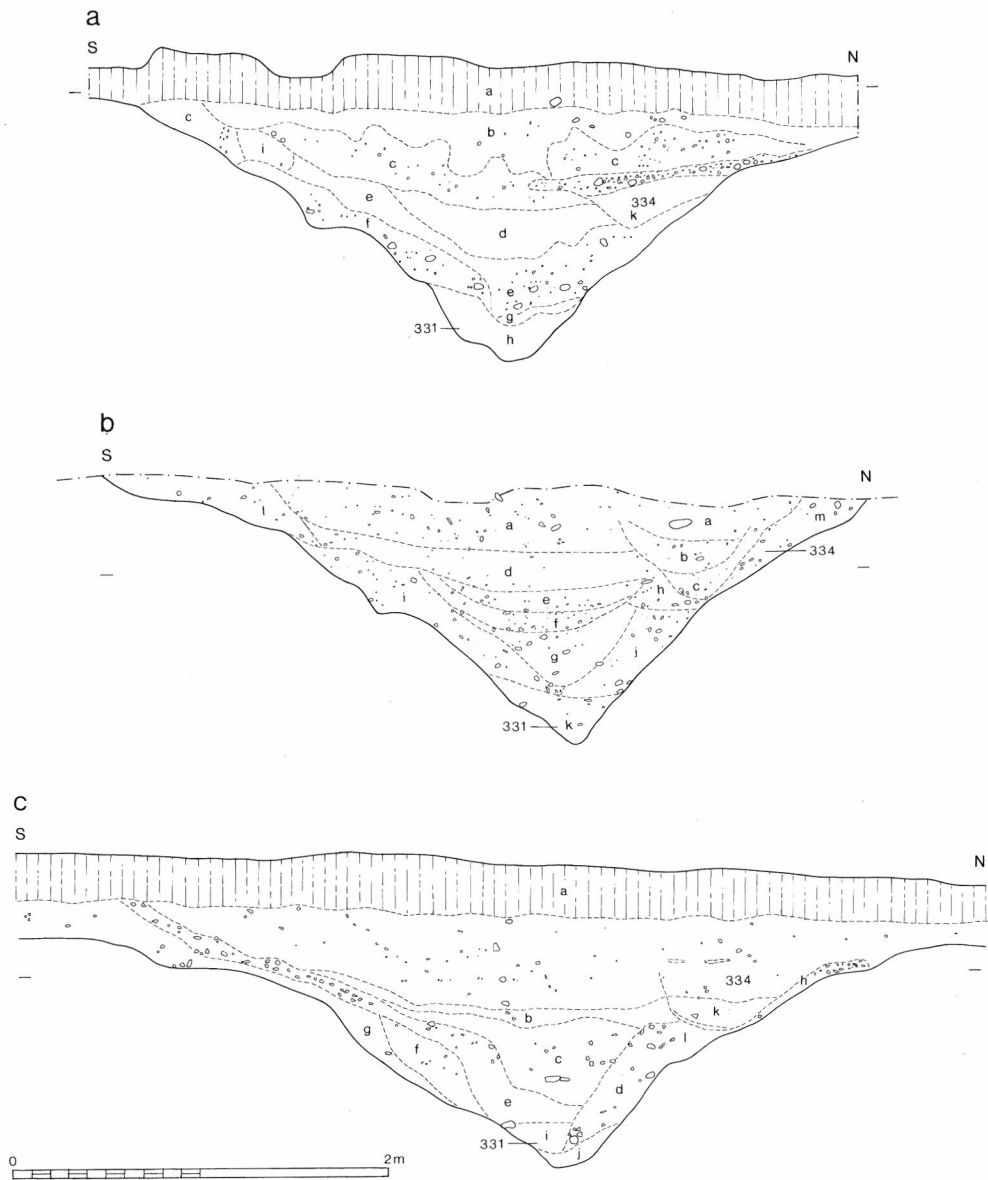 a
S N
a
c b
i c c
e 334
f d k
e
g
331 h
b
S N
l a a m
b 334
d h c
i e
f
g j
331 k
C
S N
a
334 h
b k
g f c l
e d
331 i j
0 2m